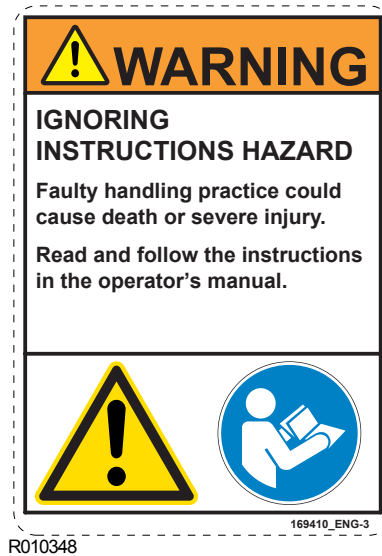 WARNING
IGNORING
INSTRUCTIONS HAZARD
Faulty handling practice could
cause death or severe injury.
Read and follow the instructions
in the operator's manual.
169410_ENG-3
R010348